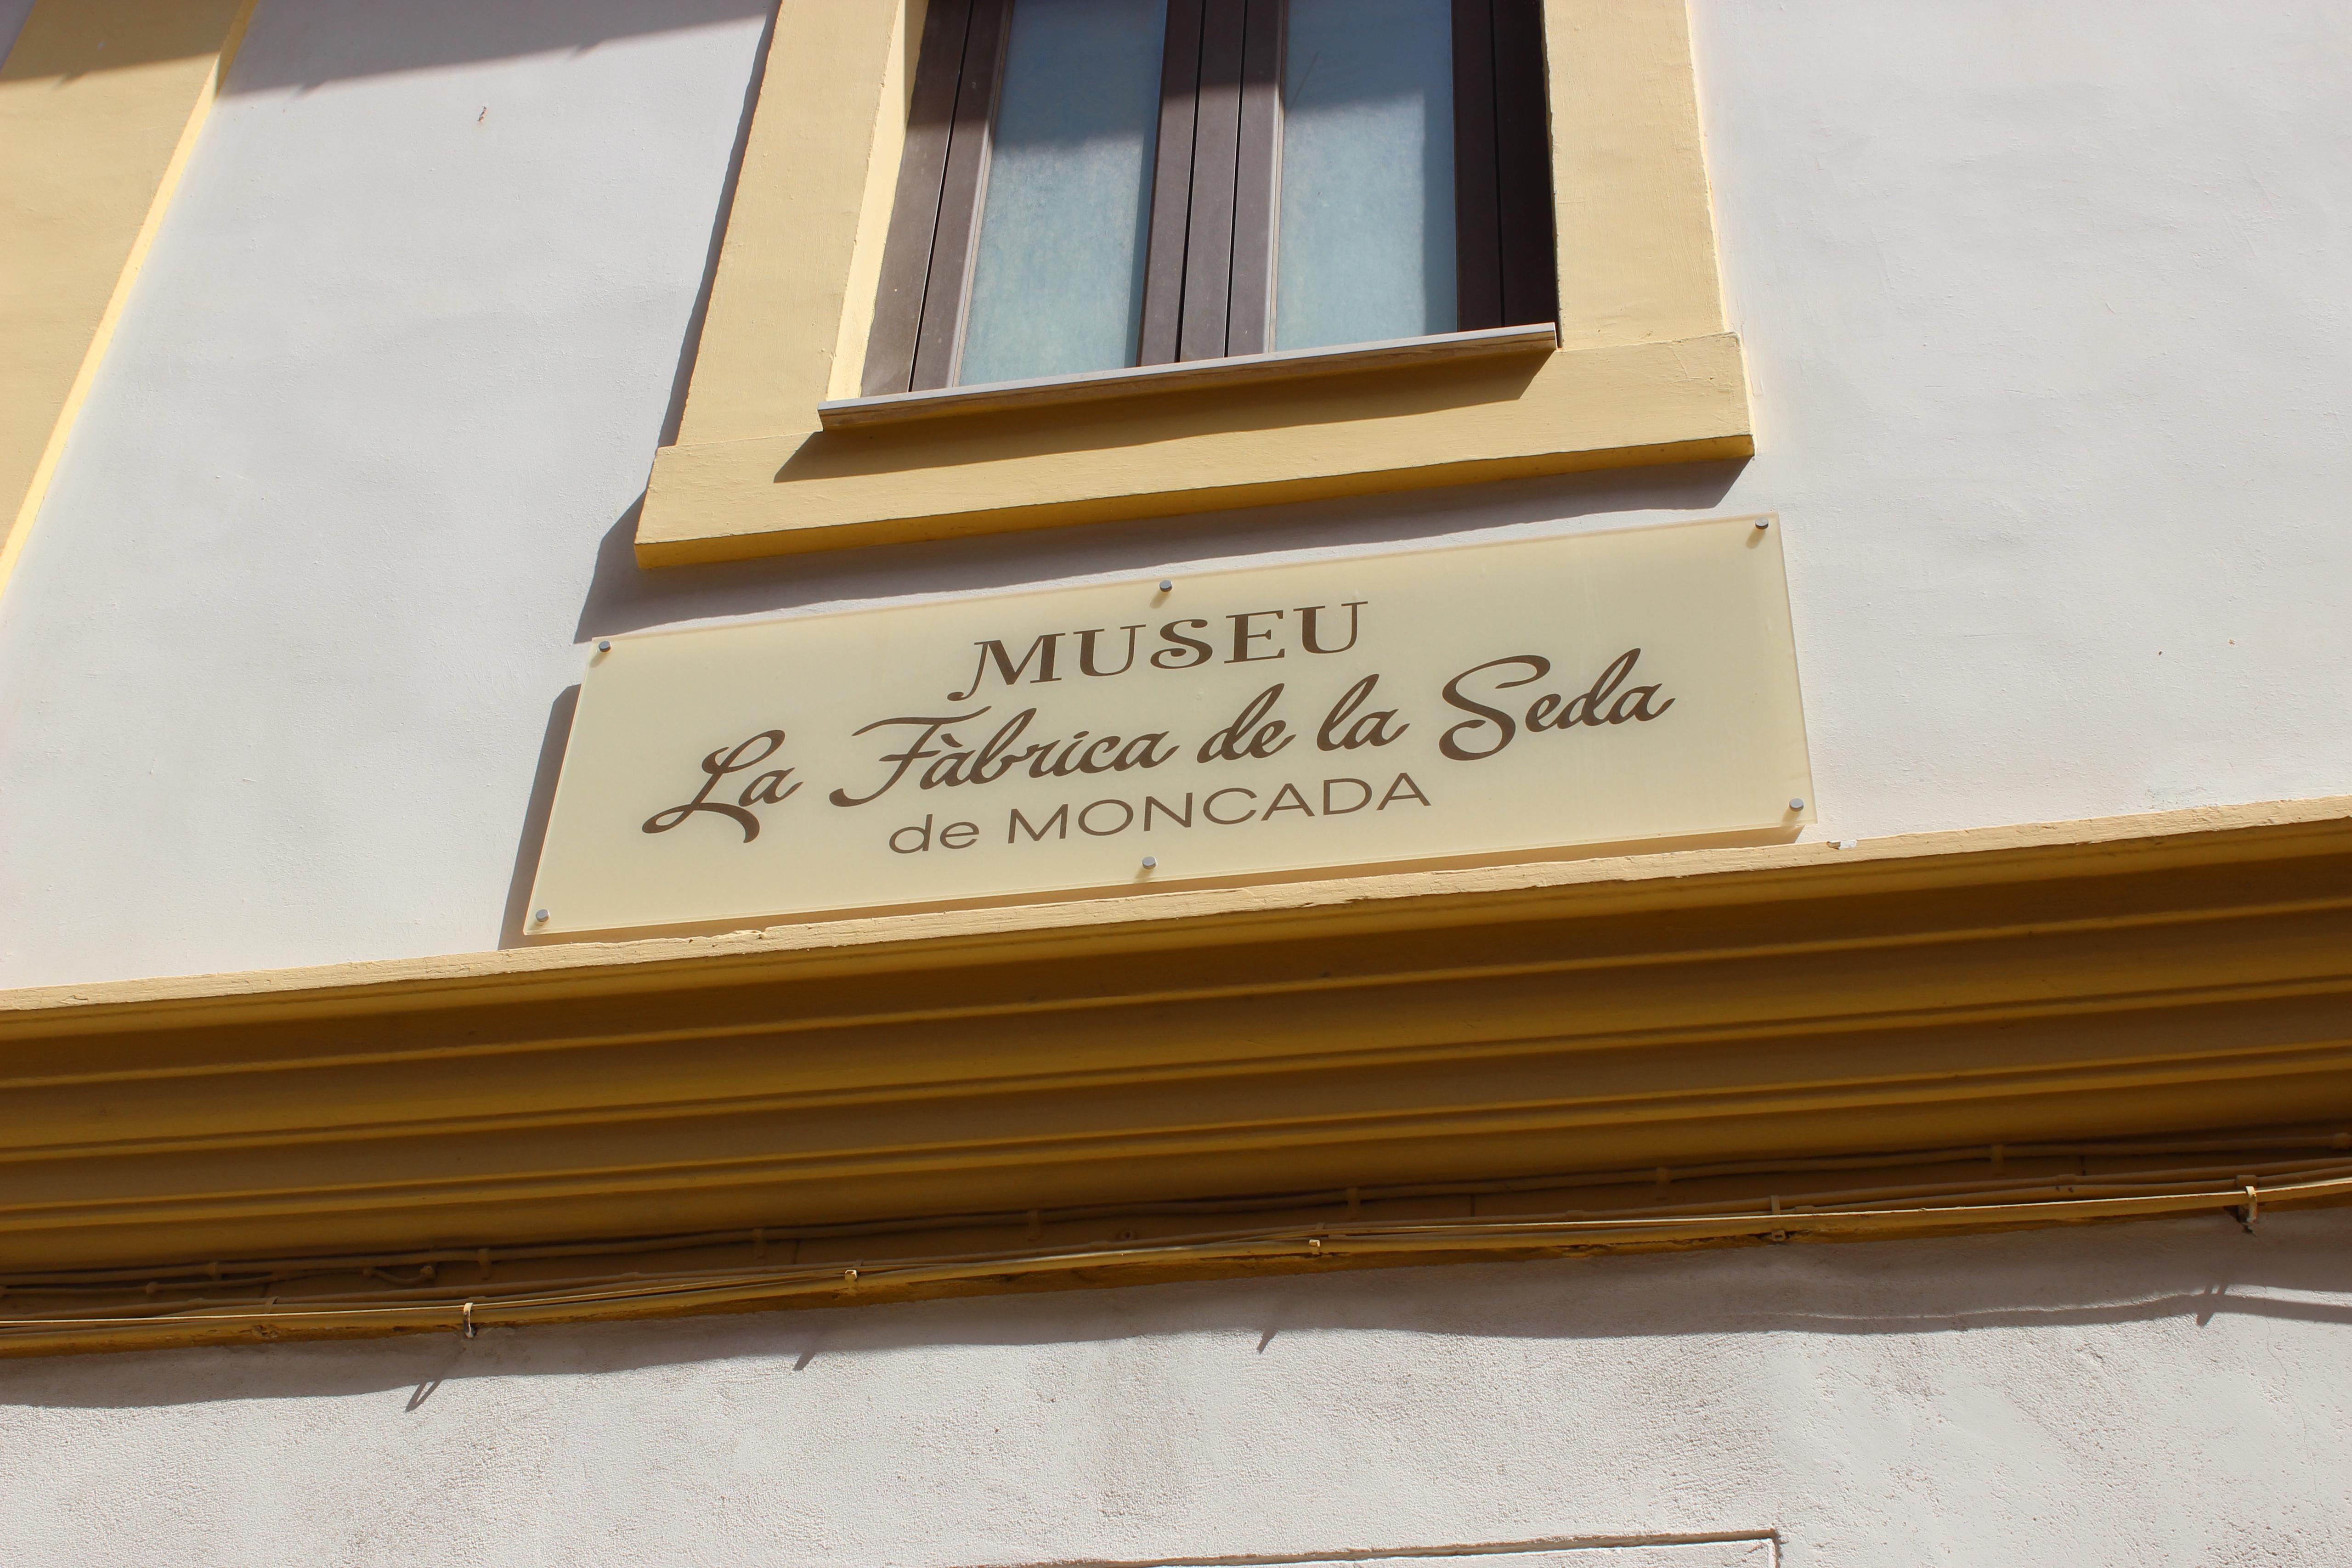 MUSEU
La Fàbrica de la Seda
de MONCADA